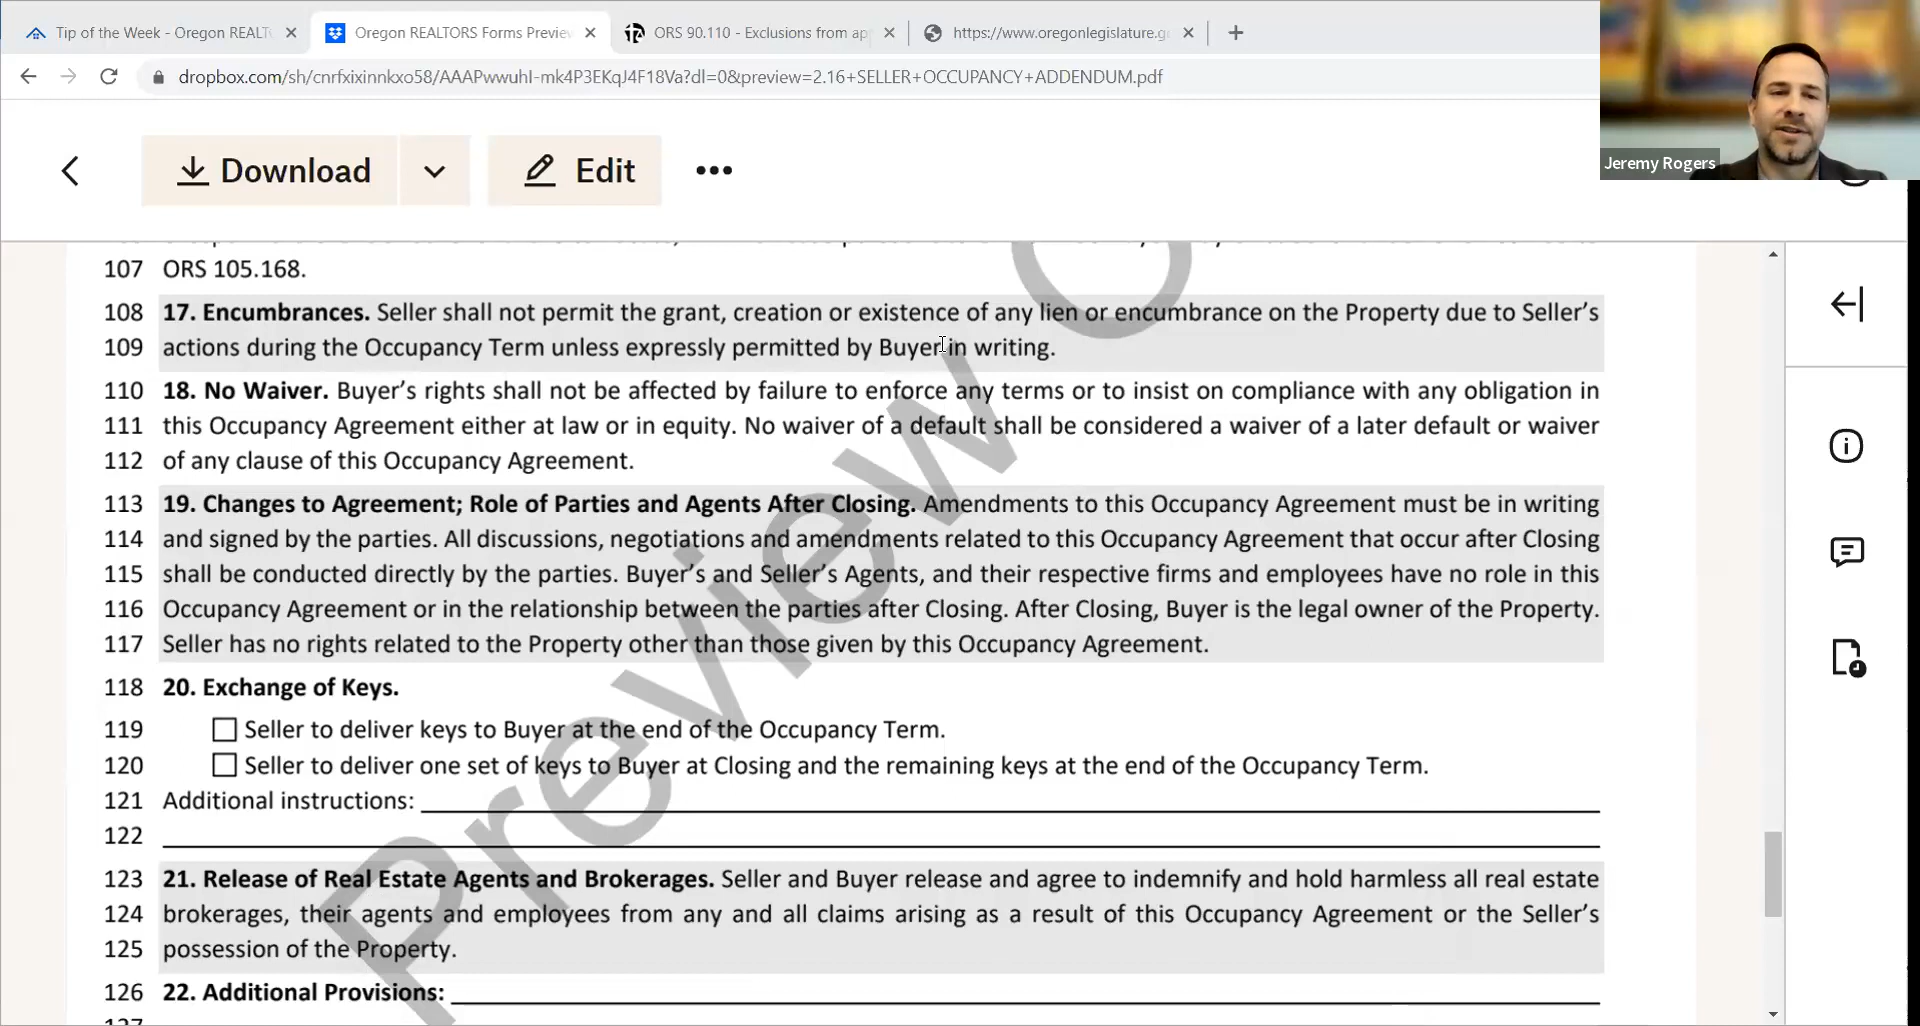 Tip of the Week - Oregon REALT
Oregon REALTORS Forms Preview
ORS 90.110 - Exclusions from ap
https://www.oregonlegislature.g
dropbox.com/sh/cnrfxixinnkxo58/AAAPwwuhI-mk4P3EKqJ4F18Va?dl=0&preview=2.16+SELLER+OCCUPANCY+ADDENDUM.pdf
Jeremy Rogers
Download
Edit
107 ORS 105.168.
108 17. Encumbrances. Seller shall not permit the grant, creation or existence of any lien or encumbrance on the Property due to Seller's
109 actions during the Occupancy Term unless expressly permitted by Buyer in writing.
110 18. No Waiver. Buyer's rights shall not be affected by failure to enforce any terms or to insist on compliance with any obligation in
111 this Occupancy Agreement either at law or in equity. No waiver of a default shall be considered a waiver of a later default or waiver
112 of any clause of this Occupancy Agreement.
113 19. Changes to Agreement; Role of Parties and Agents After Closing. Amendments to this Occupancy Agreement must be in writing
114 and signed by the parties. All discussions, negotiations and amendments related to this Occupancy Agreement that occur after Closing
115 shall be conducted directly by the parties. Buyer's and Seller's Agents, and their respective firms and employees have no role in this
116 Occupancy Agreement or in the relationship between the parties after Closing. After Closing, Buyer is the legal owner of the Property.
117 Seller has no rights related to the Property other than those given by this Occupancy Agreement.
118 20. Exchange of Keys.
119 Seller to deliver keys to Buyer at the end of the Occupancy Term.
120 Seller to deliver one set of keys to Buyer at Closing and the remaining keys at the end of the Occupancy Term.
121 Additional instructions:
122
123 21. Release of Real Estate Agents and Brokerages. Seller and Buyer release and agree to indemnify and hold harmless all real estate
124 brokerages, their agents and employees from any and all claims arising as a result of this Occupancy Agreement or the Seller's
125 possession of the Property.
126 22. Additional Provisions:
Preview